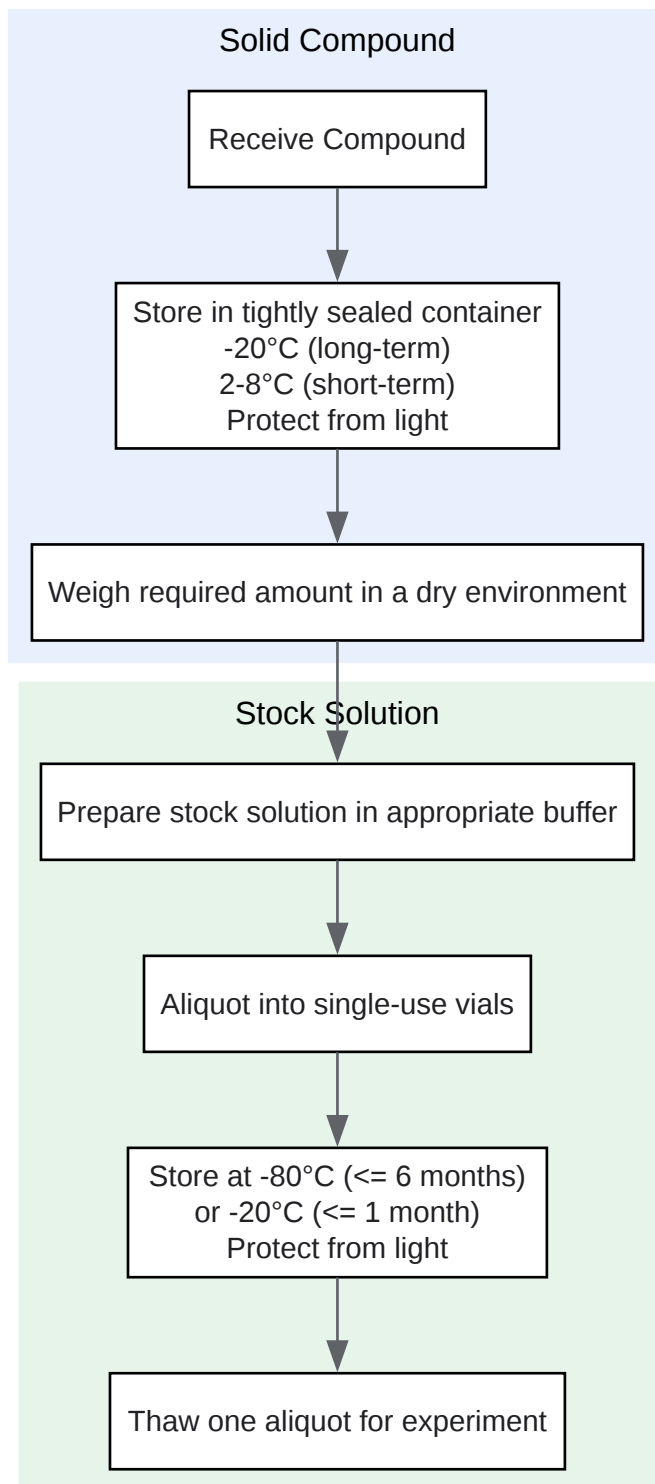 Solid Compound
Receive Compound
Store in tightly sealed container
-20°C (long-term)
2-8°C (short-term)
Protect from light
Weigh required amount in a dry environment
Stock Solution
Prepare stock solution in appropriate buffer
Aliquot into single-use vials
Store at -80°C (<= 6 months)
or -20°C (<= 1 month)
Protect from light
Thaw one aliquot for experiment